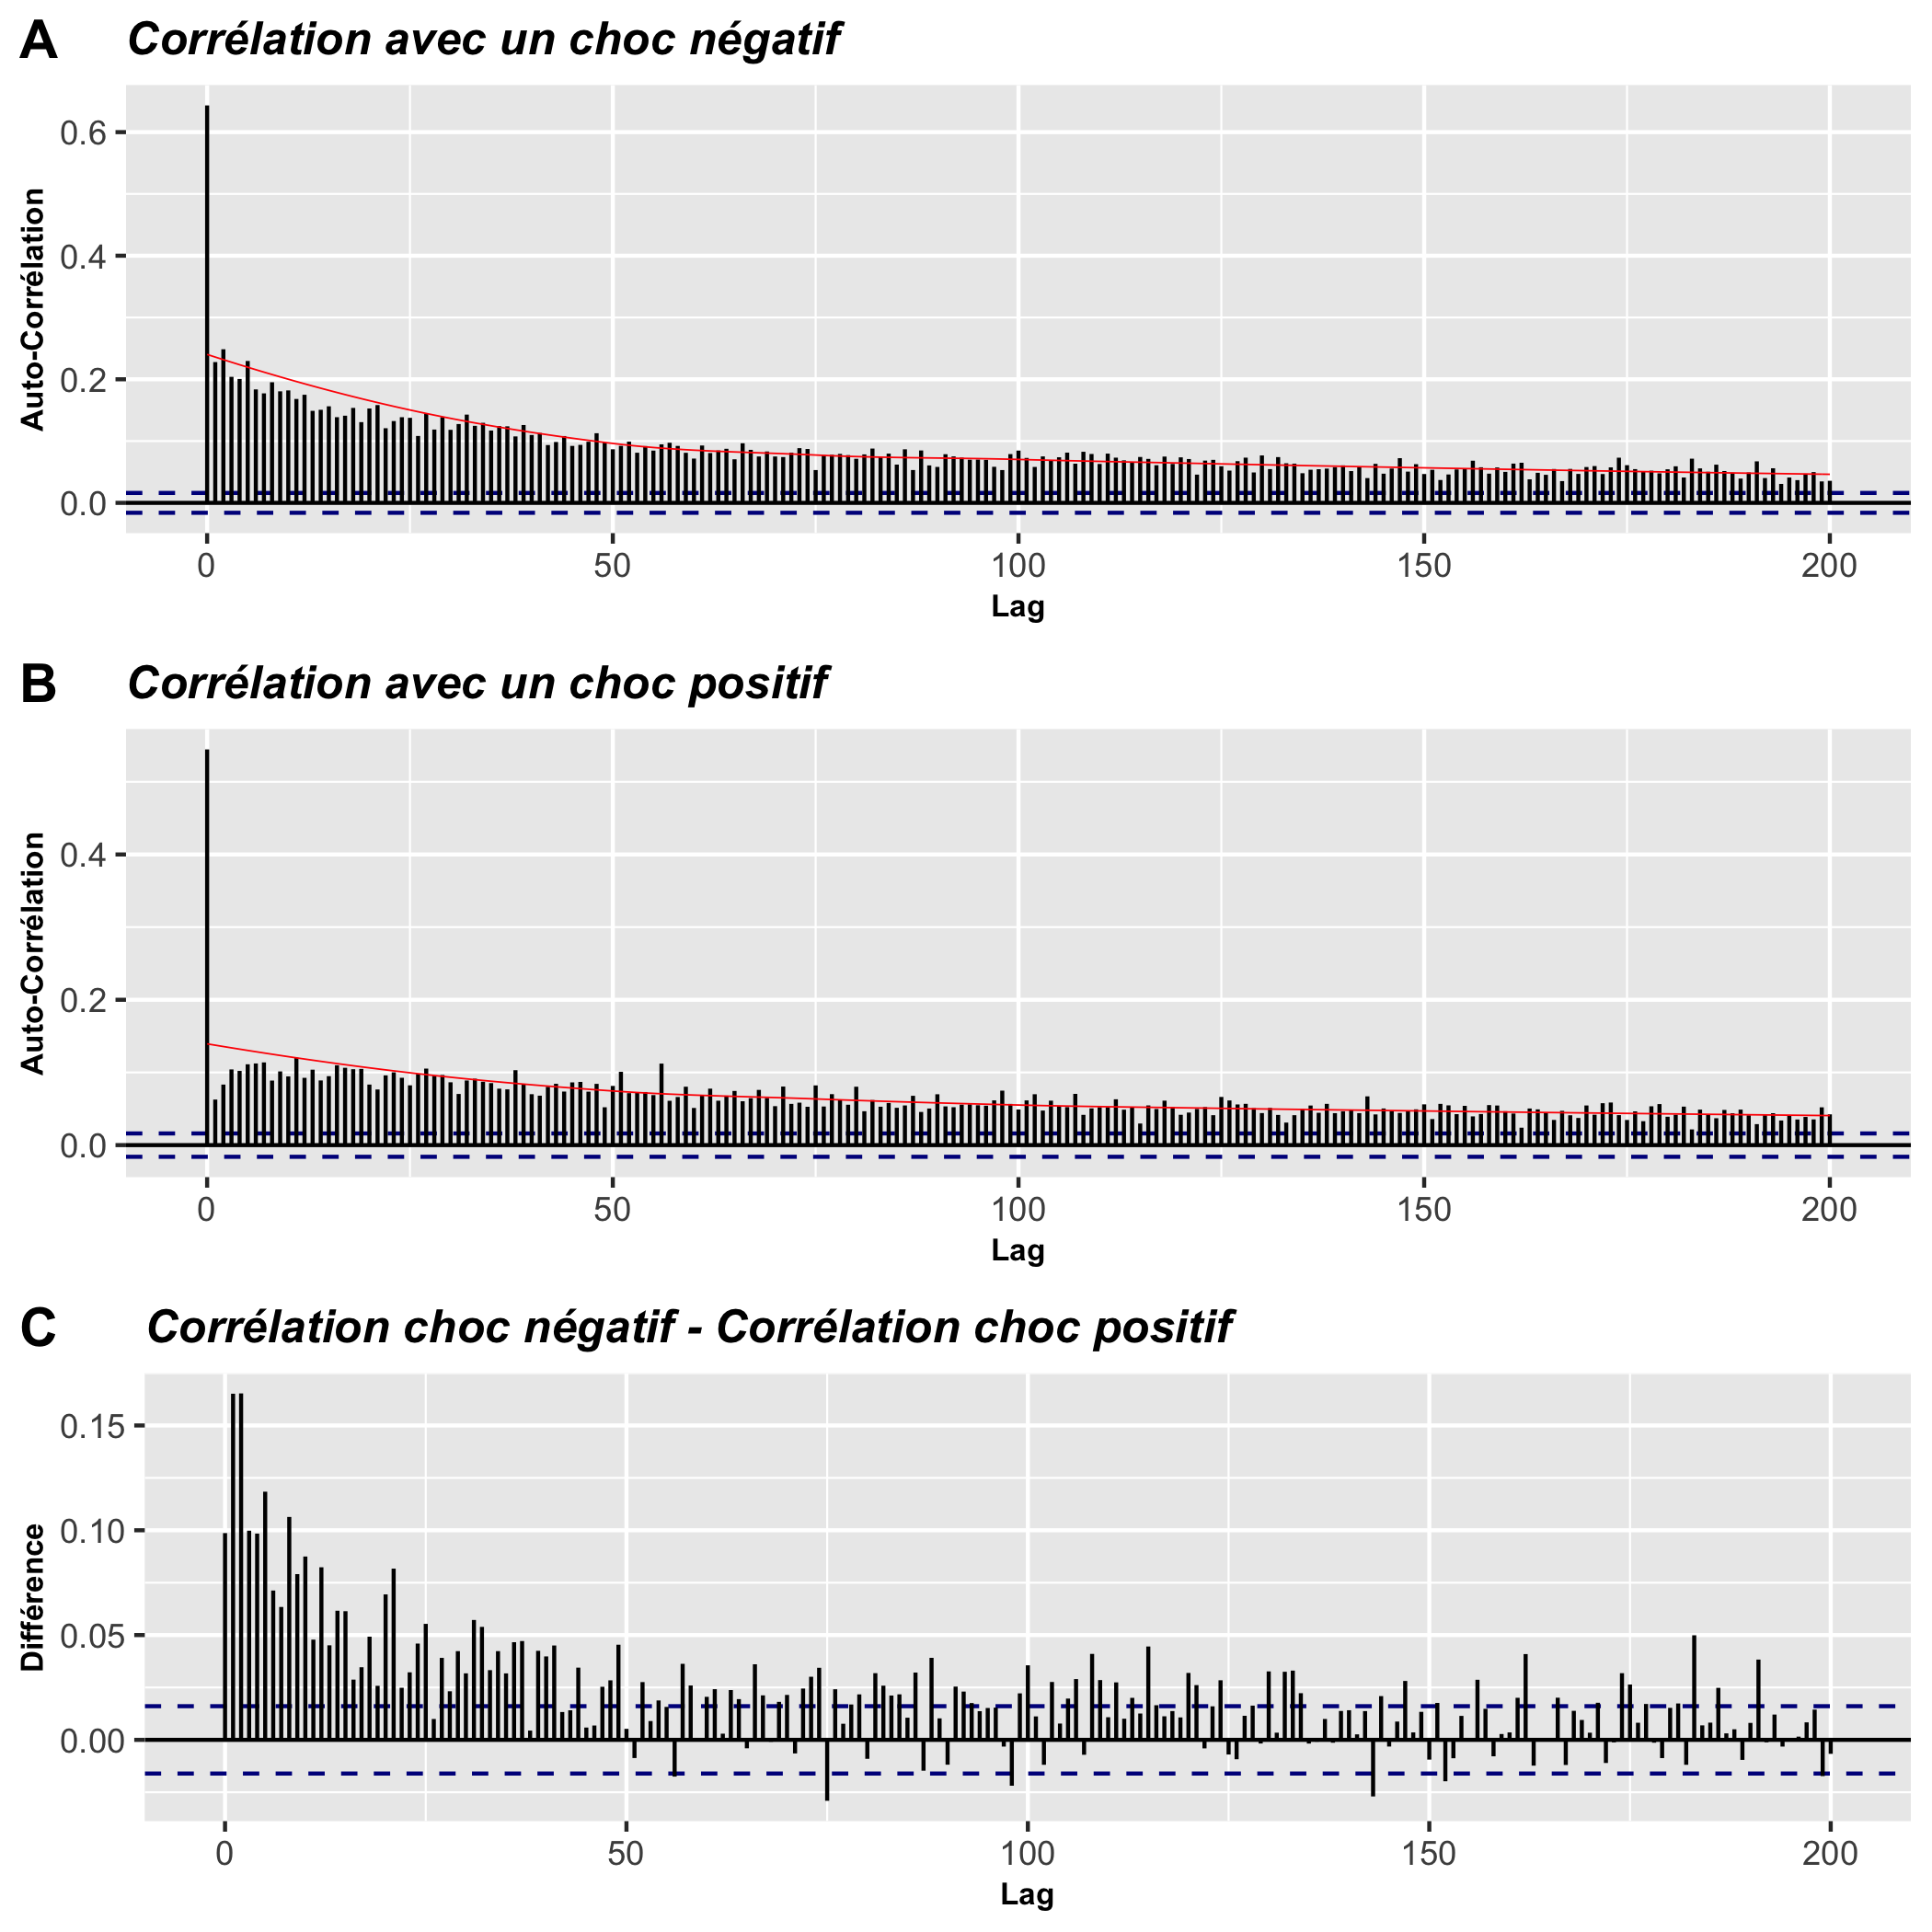 A Corrélation avec un choc négatif
Auto-Corrélation
0.6
0.4
0.2
0.0
0 50 100 150 200
Lag
B Corrélation avec un choc positif
Auto-Corrélation
0.4
0.2
0.0
0 50 100 150 200
Lag
C Corrélation choc négatif - Corrélation choc positif
Différence
0.15
0.10
0.05
0.00
0 50 100 150 200
Lag